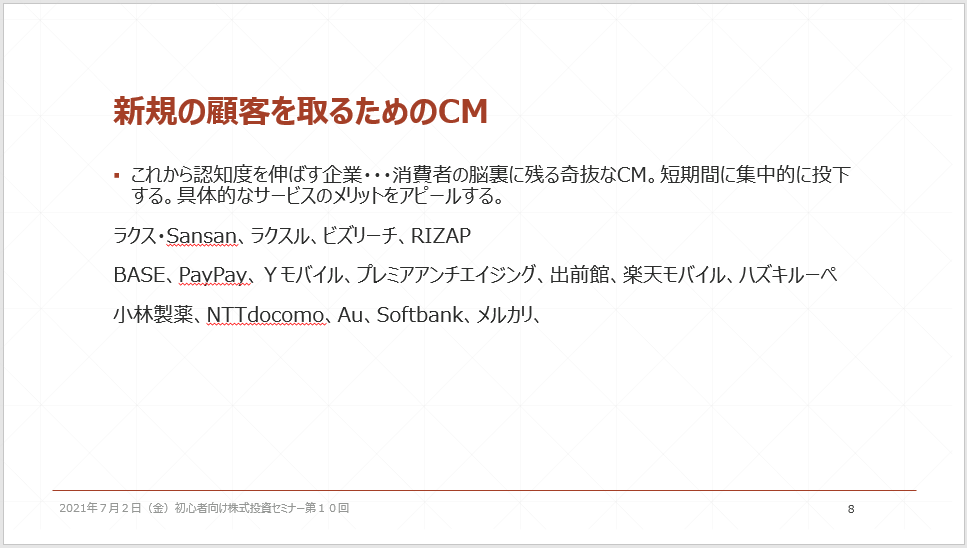 新規の顧客を取るためのCM
▪ これから認知度を伸ばす企業・・・消費者の脳裏に残る奇抜なCM。短期間に集中的に投下
する。具体的なサービスのメリットをアピールする。
ラクス・Sansan、ラクスル、ビズリーチ、RIZAP
BASE、PayPay、Ｙモバイル、プレミアアンチエイジング、出前館、楽天モバイル、ハズキルーペ
小林製薬、NTTdocomo、Au、Softbank、メルカリ、
2021年７月２日（金）初心者向け株式投資セミナー第１０回
8